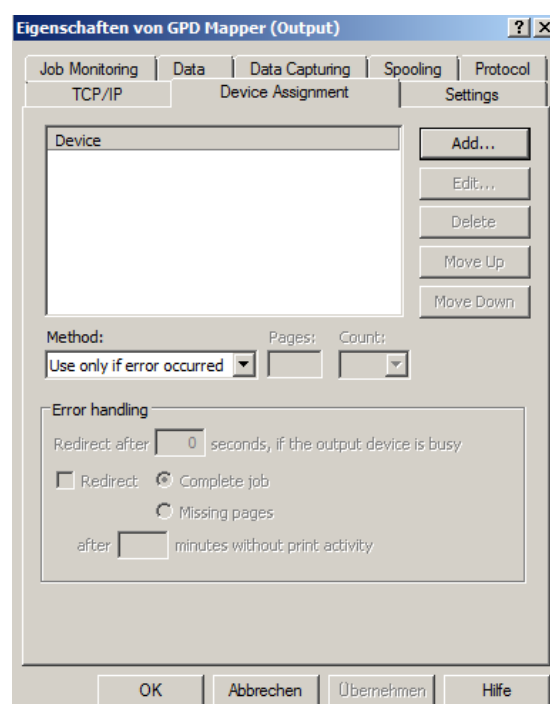 Eigenschaften von GPD Mapper (Output) ? X
Job Monitoring Data Data Capturing Spooling Protocol
TCP/IP Device Assignment Settings
Device
Add...
Edit...
Delete
Move Up
Move Down
Method: Pages: Count:
Use only if error occurred
Error handling
Redirect after 0 seconds, if the output device is busy
Redirect Complete job
Missing pages
after minutes without print activity
OK Abbrechen Übernehmen Hilfe